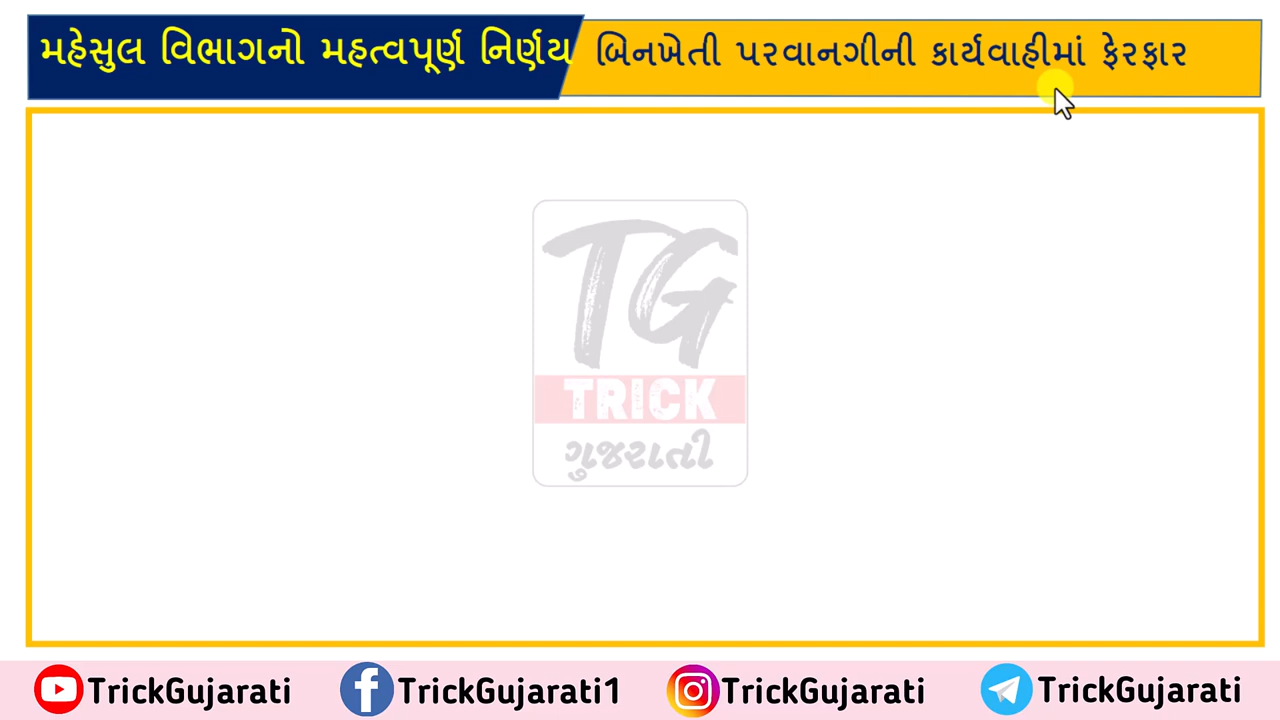 મહેસુલ વિભાગનો મહત્વપૂર્ણ નિર્ણય બિનખેતી પરવાનગીની કાર્યવાહીમાં ફેરફાર
TG
TRICK
ગુજરાતી
TrickGujarati TrickGujarati1 TrickGujarati TrickGujarati